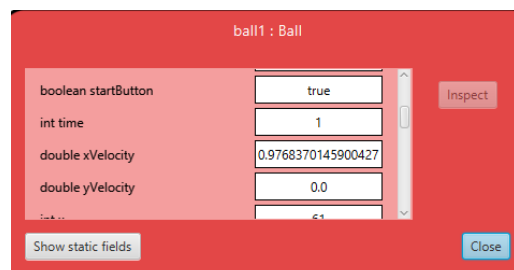 ball1 : Ball
boolean startButton true
Inspect
int time 1
double xVelocity 0.9768370145900427
double yVelocity 0.0
int
Show static fields
Close